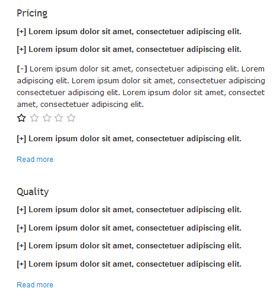 Pricing
[+] Lorem ipsum dolor sit amet, consectetuer adipiscing elit.
[+] Lorem ipsum dolor sit amet, consectetuer adipiscing elit.
[-] Lorem ipsum dolor sit amet, consectetuer adipiscing elit. Lorem
adipiscing elit. Lorem ipsum dolor sit amet, consectetuer adipiscing
consectetuer adipiscing elit. Lorem ipsum dolor sit amet, consectet
amet, consectetuer adipiscing elit.
[+] Lorem ipsum dolor sit amet, consectetuer adipiscing elit.
Read more
Quality
[+] Lorem ipsum dolor sit amet, consectetuer adipiscing elit.
[+] Lorem ipsum dolor sit amet, consectetuer adipiscing elit.
[+] Lorem ipsum dolor sit amet, consectetuer adipiscing elit.
[+] Lorem ipsum dolor sit amet, consectetuer adipiscing elit.
Read more